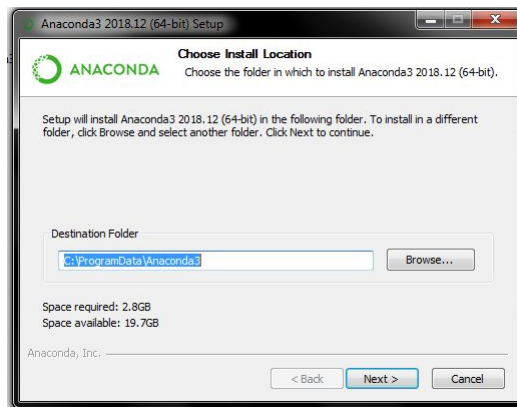 Anaconda3 2018.12 (64-bit) Setup
ANACONDA
Choose Install Location
Choose the folder in which to install Anaconda3 2018.12 (64-bit).
Setup will install Anaconda3 2018.12 (64-bit) in the following folder. To install in a different
folder, click Browse and select another folder. Click Next to continue.
Destination Folder
C:\ProgramData\Anaconda3
Browse...
Space required: 2.8GB
Space available: 19.7GB
Anaconda, Inc.
< Back
Next >
Cancel